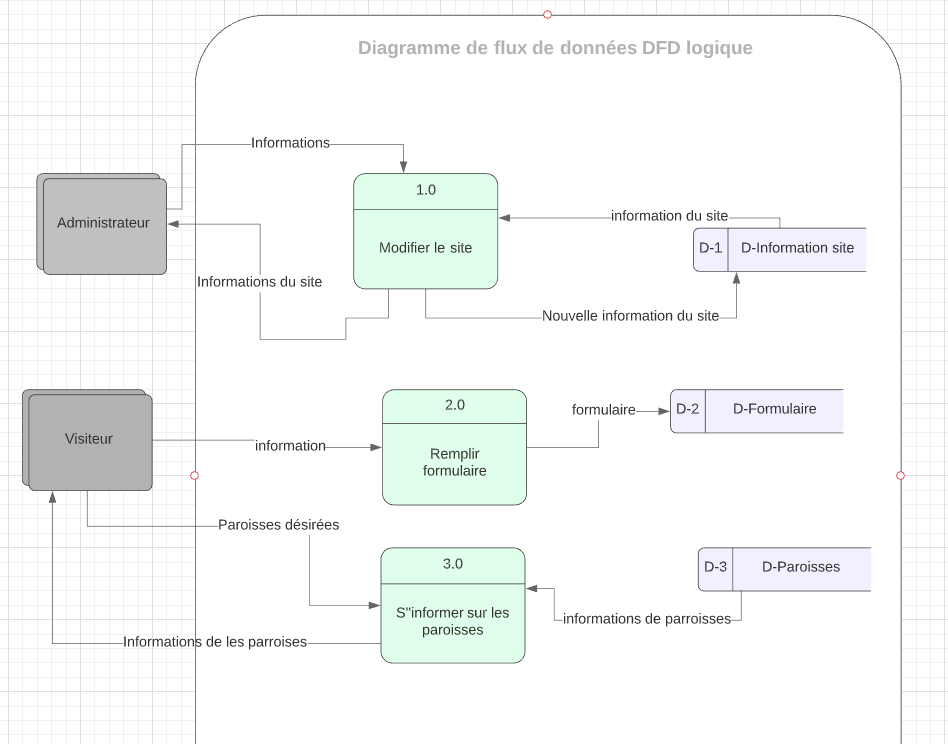 Diagramme de flux de données DFD logique
Informations
Administrateur
1.0
Modifier le site
information du site
D-1
D-Information site
Informations du site
Nouvelle information du site
Visiteur
information
2.0
Remplir
formulaire
formulaire
D-2
D-Formulaire
Paroisses désirées
3.0
S"informer sur les
paroisses
D-3
D-Paroisses
informations de parroisses
Informations de les parroises